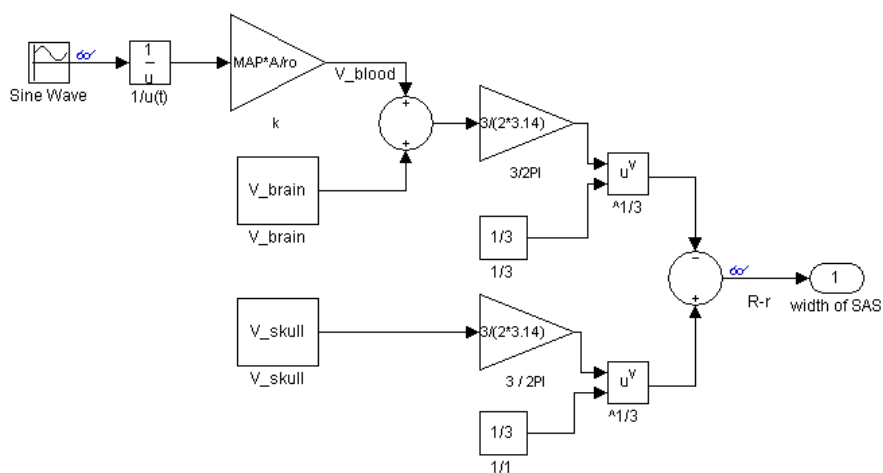 Sine Wave
1
u
1/u(t)
MAP*A/ro
k
V_blood
+
+
V_brain
V_brain
3/(2*3.14)
3/2PI
1/3
1/3
u^v
^1/3
V_skull
V_skull
3/(2*3.14)
3 / 2PI
1/3
1/1
u^v
^1/3
−
+
R-r
1
width of SAS